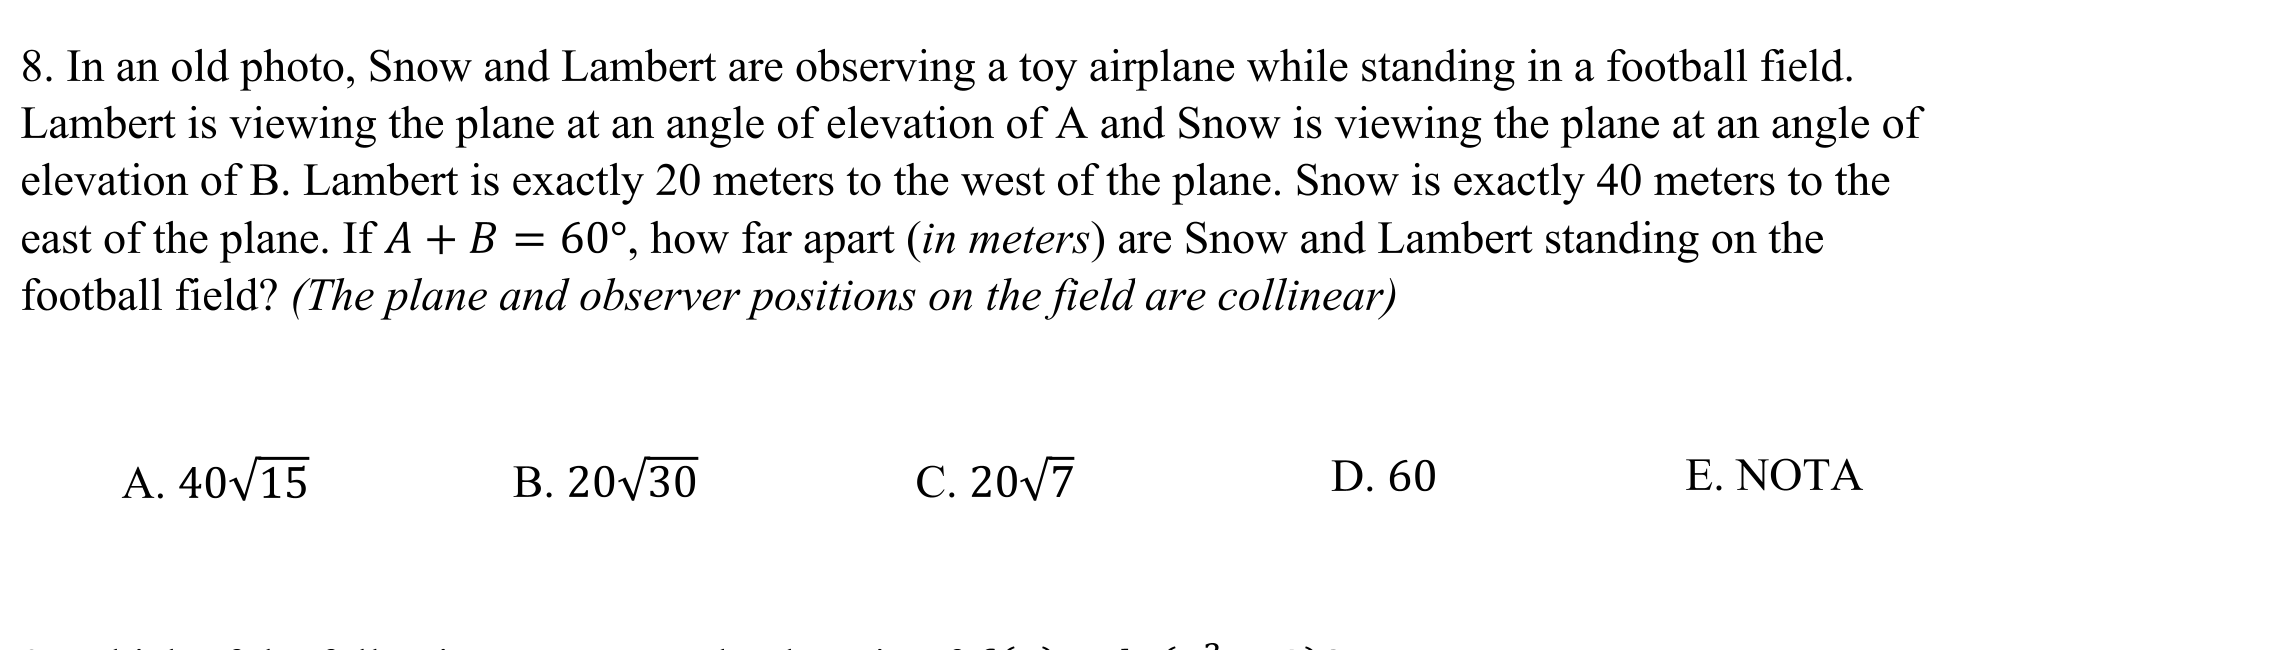 8. In an old photo, Snow and Lambert are observing a toy airplane while standing in a football field.
Lambert is viewing the plane at an angle of elevation of A and Snow is viewing the plane at an angle of
elevation of B. Lambert is exactly 20 meters to the west of the plane. Snow is exactly 40 meters to the
east of the plane. If A + B = 60°, how far apart (in meters) are Snow and Lambert standing on the
football field? (The plane and observer positions on the field are collinear)
A. 40√15 B. 20√30 C. 20√7 D. 60 E. NOTA